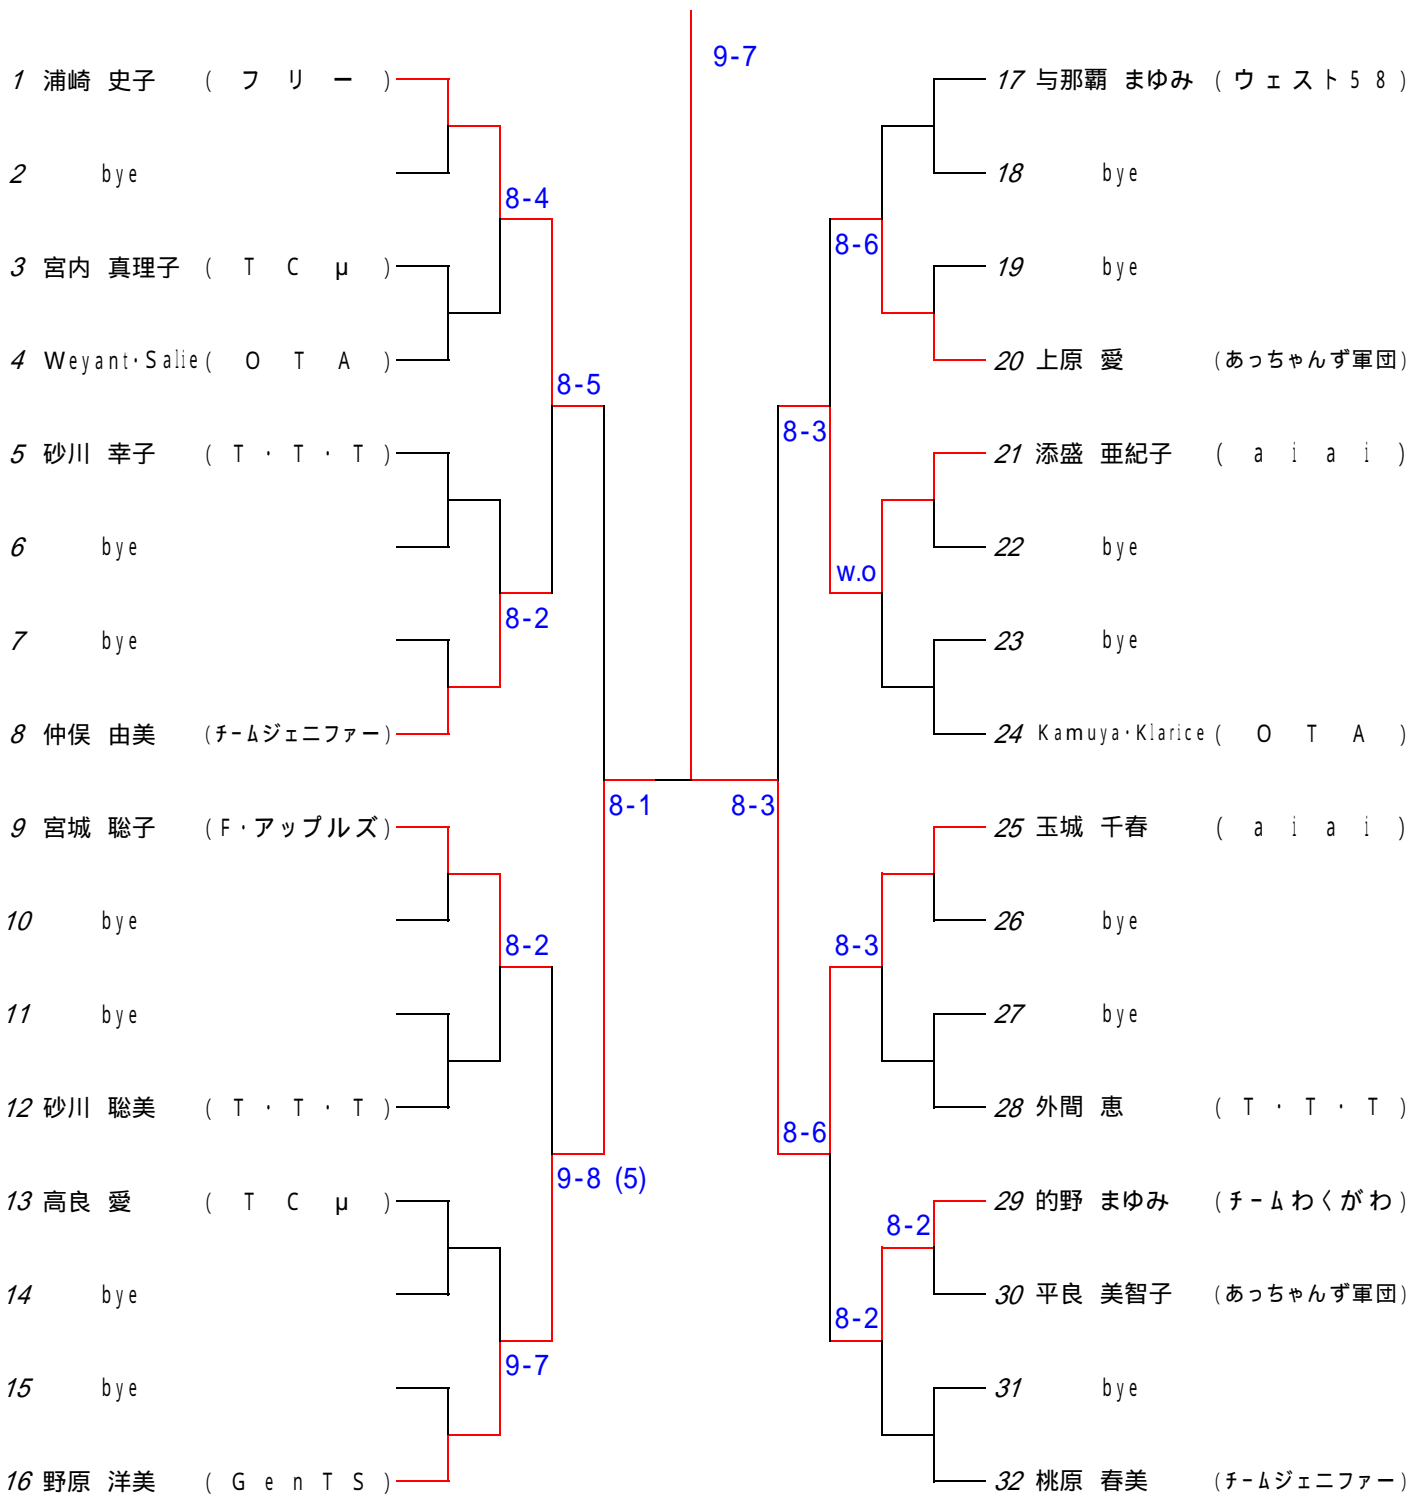 9-7
1 浦崎 史子 ( フ リ ー )
2 bye
8-4
3 宮内 真理子 ( T C μ )
4 Weyant・Salie ( O T A )
8-5
5 砂川 幸子 ( T ・ T ・ T )
6 bye
8-2
7 bye
8 仲俣 由美 (チームジェニファー)
8-1
9 宮城 聡子 (F・アップルズ)
10 bye
8-2
11 bye
12 砂川 聡美 ( T ・ T ・ T )
9-8 (5)
13 高良 愛 ( T C μ )
14 bye
9-7
15 bye
16 野原 洋美 ( G e n T S )
17 与那覇 まゆみ (ウェスト58)
18 bye
8-6
19 bye
20 上原 愛 (あっちゃんず軍団)
8-3
21 添盛 亜紀子 ( a i a i )
22 bye
w.o
23 bye
24 Kamuya・Klarice ( O T A )
8-3
25 玉城 千春 ( a i a i )
26 bye
8-3
27 bye
28 外間 恵 ( T ・ T ・ T )
8-6
29 的野 まゆみ (チームわくがわ)
8-2
30 平良 美智子 (あっちゃんず軍団)
8-2
31 bye
32 桃原 春美 (チームジェニファー)